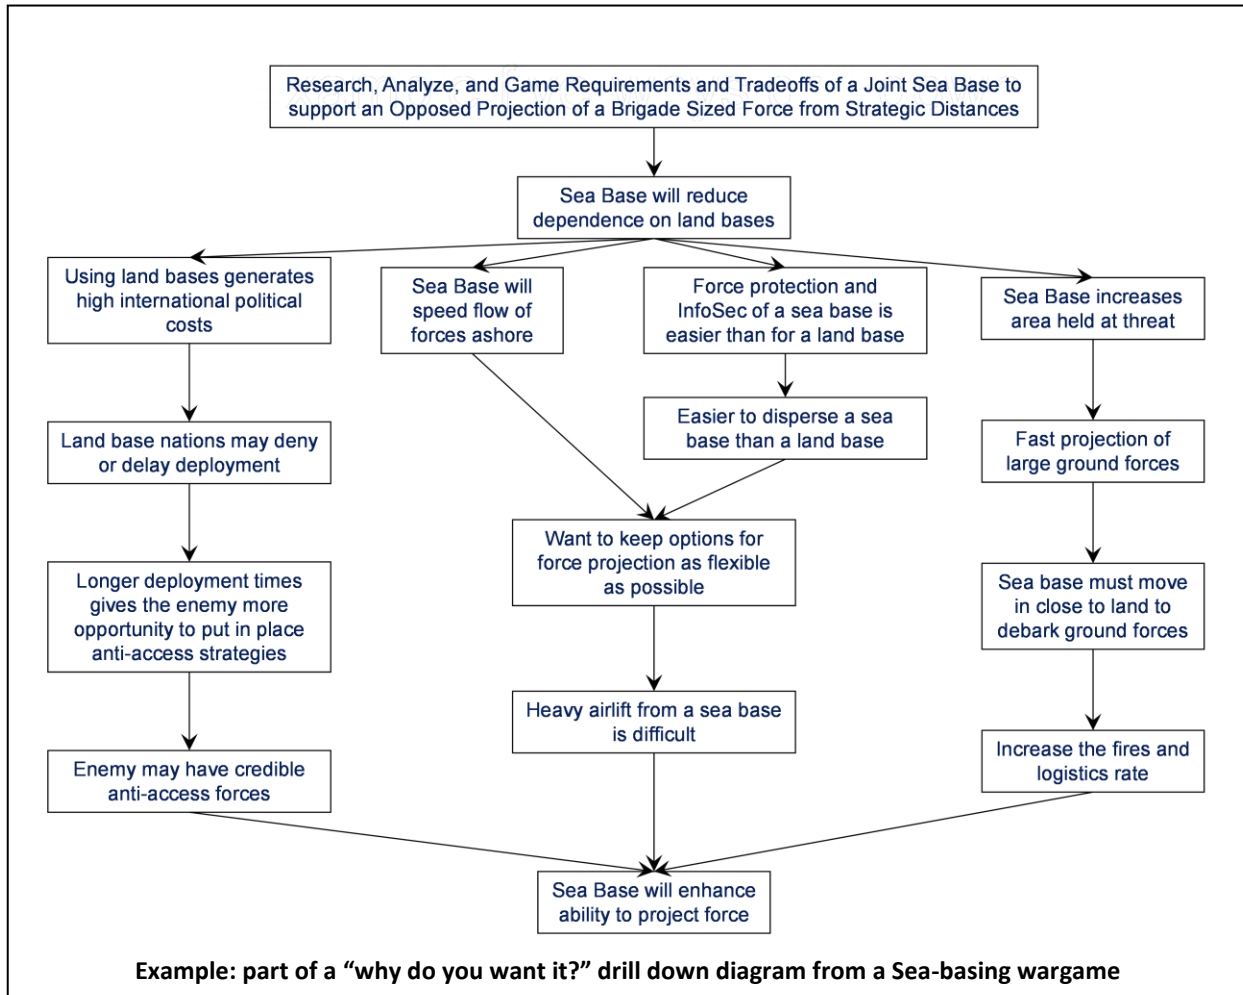 Research, Analyze, and Game Requirements and Tradeoffs of a Joint Sea Base to
support an Opposed Projection of a Brigade Sized Force from Strategic Distances
Sea Base will reduce
dependence on land bases
Using land bases generates
high international political
costs
Sea Base will
speed flow of
forces ashore
Force protection and
InfoSec of a sea base is
easier than for a land base
Sea Base increases
area held at threat
Land base nations may deny
or delay deployment
Easier to disperse a sea
base than a land base
Fast projection of
large ground forces
Longer deployment times
gives the enemy more
opportunity to put in place
anti-access strategies
Want to keep options for
force projection as flexible
as possible
Sea base must move
in close to land to
debark ground forces
Enemy may have credible
anti-access forces
Heavy airlift from a sea base
is difficult
Increase the fires and
logistics rate
Sea Base will enhance
ability to project force
Example: part of a “why do you want it?” drill down diagram from a Sea-basing wargame